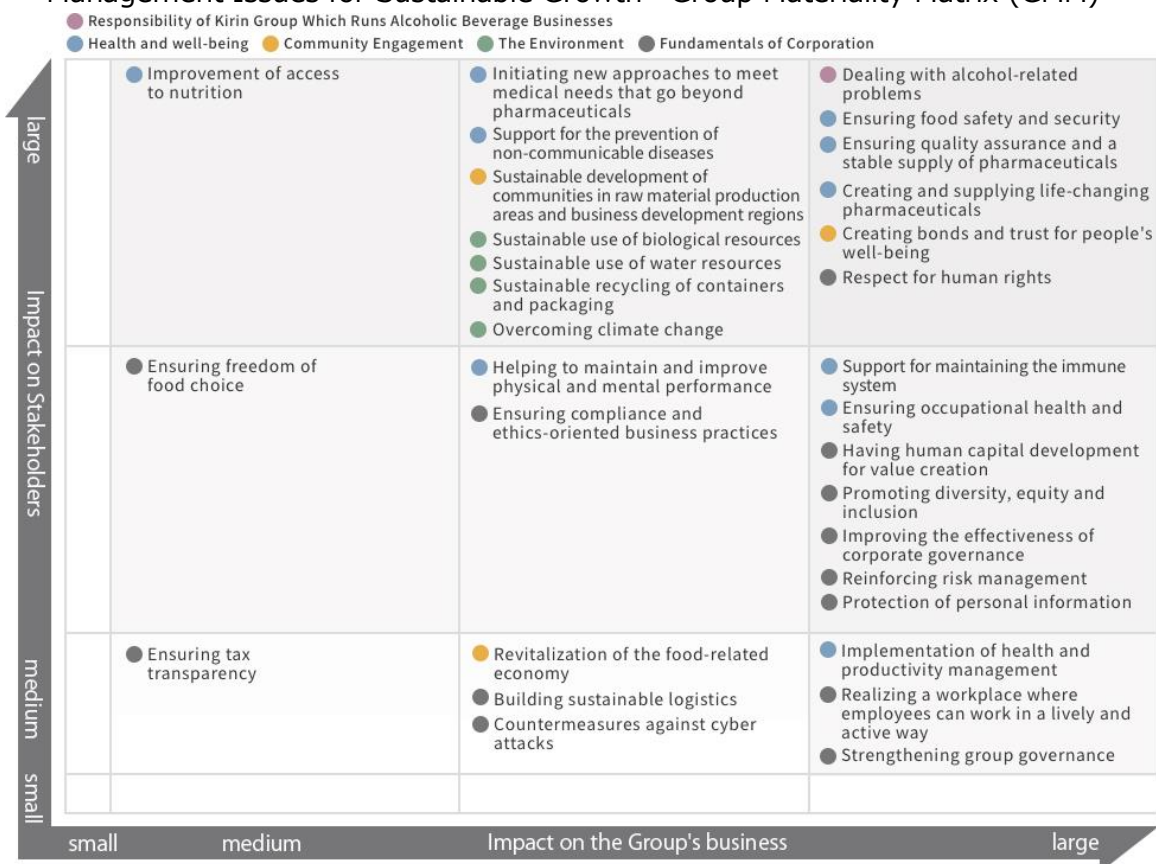 Management Issues for Sustainable Growth - Group Materiality Matrix (GMM)
Responsibility of Kirin Group Which Runs Alcoholic Beverage Businesses
Health and well-being Community Engagement The Environment Fundamentals of Corporation
large
Impact on Stakeholders
medium
small
Improvement of access
to nutrition
Initiating new approaches to meet
medical needs that go beyond
pharmaceuticals
Support for the prevention of
non-communicable diseases
Sustainable development of
communities in raw material production
areas and business development regions
Sustainable use of biological resources
Sustainable use of water resources
Sustainable recycling of containers
and packaging
Overcoming climate change
Dealing with alcohol-related
problems
Ensuring food safety and security
Ensuring quality assurance and a
stable supply of pharmaceuticals
Creating and supplying life-changing
pharmaceuticals
Creating bonds and trust for people's
well-being
Respect for human rights
Ensuring freedom of
food choice
Helping to maintain and improve
physical and mental performance
Ensuring compliance and
ethics-oriented business practices
Support for maintaining the immune
system
Ensuring occupational health and
safety
Having human capital development
for value creation
Promoting diversity, equity and
inclusion
Improving the effectiveness of
corporate governance
Reinforcing risk management
Protection of personal information
Ensuring tax
transparency
Revitalization of the food-related
economy
Building sustainable logistics
Countermeasures against cyber
attacks
Implementation of health and
productivity management
Realizing a workplace where
employees can work in a lively and
active way
Strengthening group governance
small medium Impact on the Group's business large